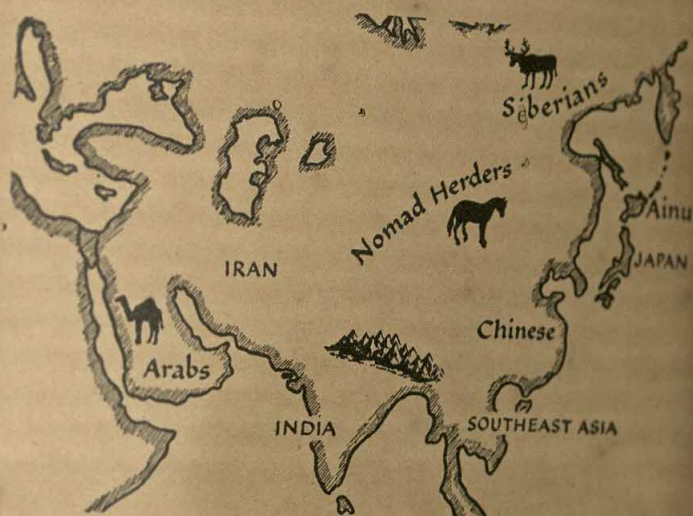 Siberians
Nomad Herders
Ainu
JAPAN
IRAN
Chinese
Arabs
INDIA
SOUTHEAST ASIA